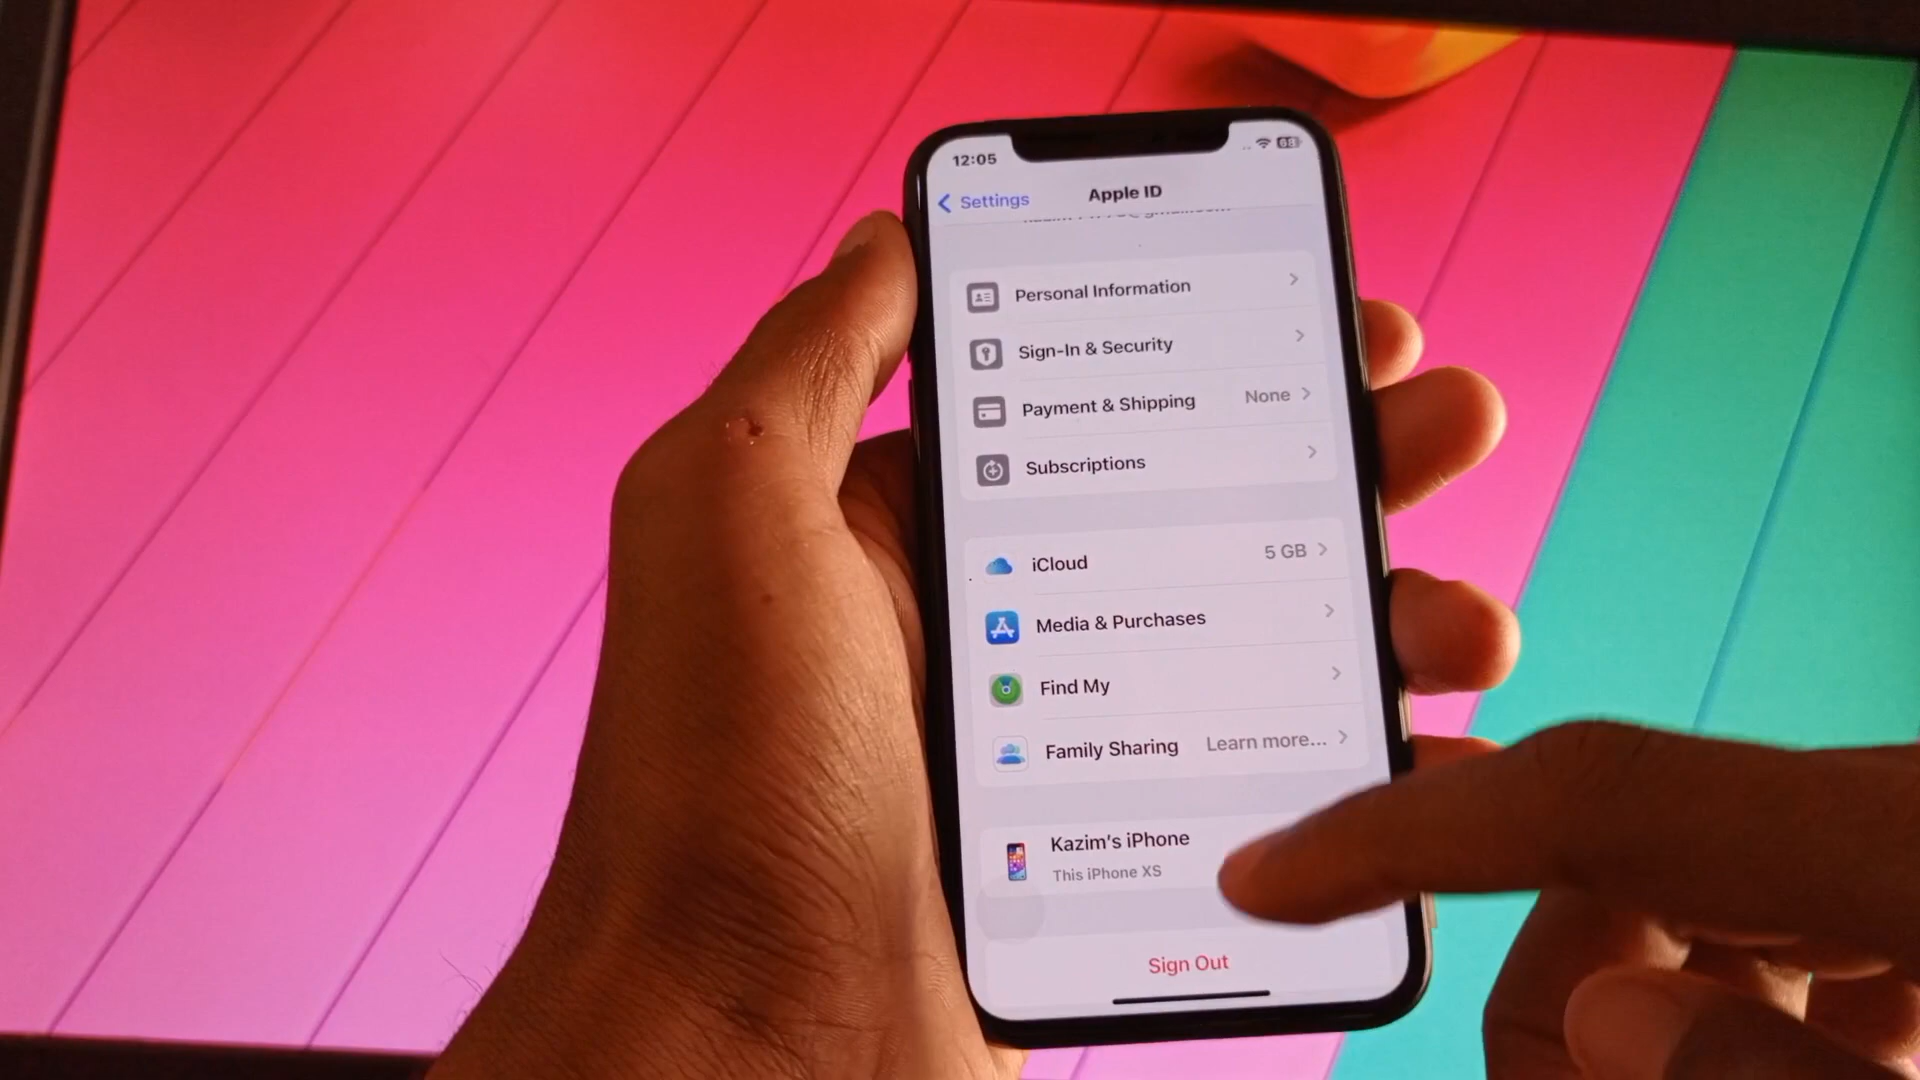 12:05
68
Settings
Apple ID
Personal Information
Sign-In & Security
Payment & Shipping None
Subscriptions
iCloud 5 GB
Media & Purchases
Find My
Family Sharing Learn more...
Kazim's iPhone
This iPhone XS
Sign Out